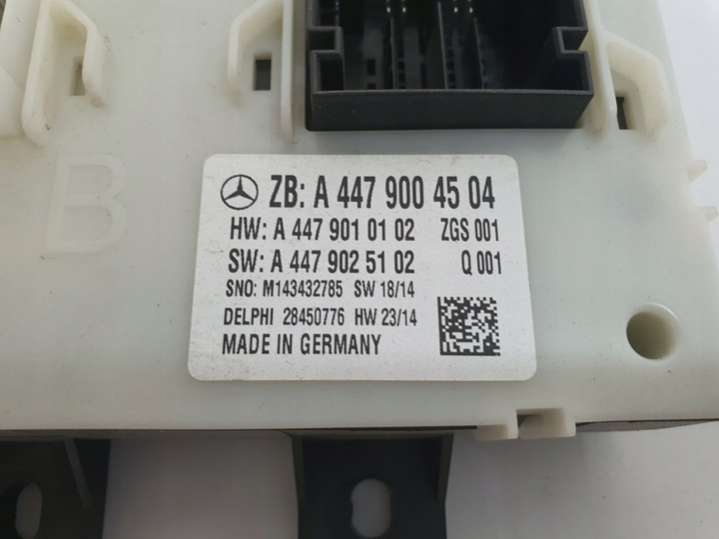 B
ZB: A 447 900 45 04
HW: A 447 901 01 02 ZGS 001
SW: A 447 902 51 02 Q 001
SNO: M143432785 SW 18/14
DELPHI 28450776 HW 23/14
MADE IN GERMANY